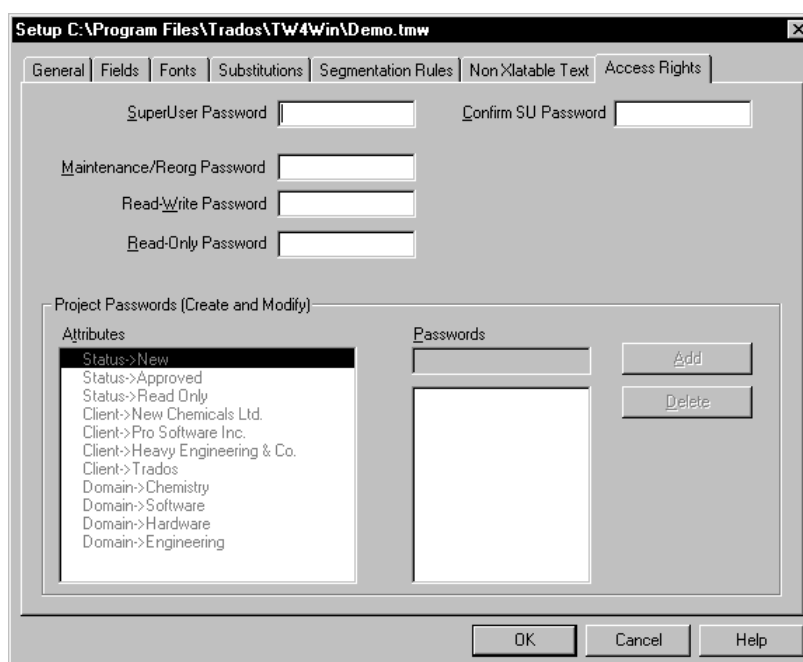 Setup C:\Program Files\Trados\TW4Win\Demo.tmw
General Fields Fonts Substitutions Segmentation Rules Non Xlatable Text Access Rights
SuperUser Password Confirm SU Password
Maintenance/Reorg Password
Read-Write Password
Read-Only Password
Project Passwords (Create and Modify)
Attributes Passwords
Status->New
Add
Status->Approved
Status->Read Only
Delete
Client->New Chemicals Ltd.
Client->Pro Software Inc.
Client->Heavy Engineering & Co.
Client->Trados
Domain->Chemistry
Domain->Software
Domain->Hardware
Domain->Engineering
OK Cancel Help